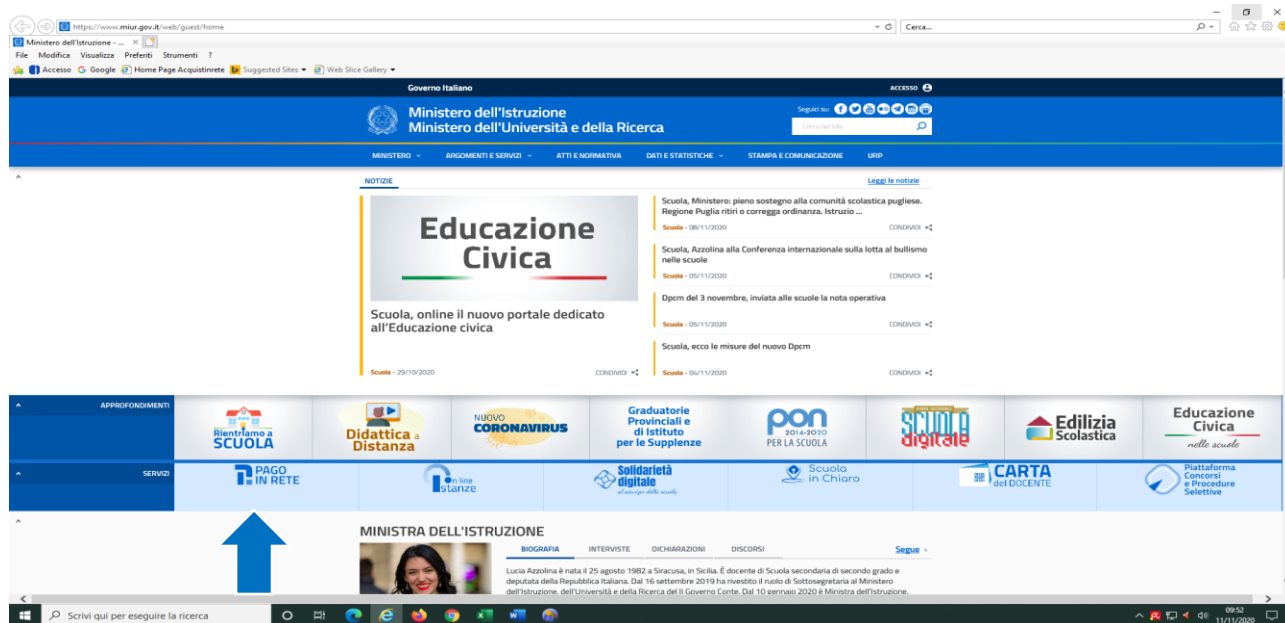 https://www.miur.gov.it/web/guest/home
Cerca...
Ministero dell'Istruzione - ...
File Modifica Visualizza Preferiti Strumenti ?
Accesso Google Home Page Acquistinrete Suggested Sites Web Slice Gallery
Governo Italiano
ACCESSO
Ministero dell'Istruzione
Ministero dell'Università e della Ricerca
Seguici su:
Cerca nel sito
MINISTERO ARGOMENTI E SERVIZI ATTI E NORMATIVA DATI E STATISTICHE STAMPA E COMUNICAZIONE URP
NOTIZIE
Leggi le notizie
Educazione
Civica
Scuola, online il nuovo portale dedicato
all'Educazione civica
Scuola - 29/10/2020 CONDIVIDI
Scuola, Ministero: pieno sostegno alla comunità scolastica pugliese.
Regione Puglia ritiri o corregga ordinanza. Istruzio ...
Scuola - 08/11/2020 CONDIVIDI
Scuola, Azzolina alla Conferenza internazionale sulla lotta al bullismo
nelle scuole
Scuola - 05/11/2020 CONDIVIDI
Dpcm del 3 novembre, inviata alle scuole la nota operativa
Scuola - 05/11/2020 CONDIVIDI
Scuola, ecco le misure del nuovo Dpcm
Scuola - 04/11/2020 CONDIVIDI
APPROFONDIMENTI
Rientriamo a
SCUOLA
Didattica a
Distanza
NUOVO
CORONAVIRUS
Graduatorie
Provinciali e
di Istituto
per le Supplenze
pon
2014-2020
PER LA SCUOLA
SCUOLA
digitale
Edilizia
Scolastica
Educazione
Civica
nelle scuole
SERVIZI
PAGO
IN RETE
On line
Istanze
Solidarietà
digitale
al servizio della scuola
Scuola
in Chiaro
CARTA
del DOCENTE
Piattaforma
Concorsi
e Procedure
Selettive
MINISTRA DELL'ISTRUZIONE
BIOGRAFIA INTERVISTE DICHIARAZIONI DISCORSI
Segue
Lucia Azzolina è nata il 25 agosto 1982 a Siracusa, in Sicilia. È docente di Scuola secondaria di secondo grado e
deputata della Repubblica Italiana. Dal 16 settembre 2019 ha rivestito il ruolo di Sottosegretaria al Ministero
dell'Istruzione, dell'Università e della Ricerca del II Governo Conte. Dal 10 gennaio 2020 è Ministra dell'Istruzione.
Scrivi qui per eseguire la ricerca
09:52
11/11/2020